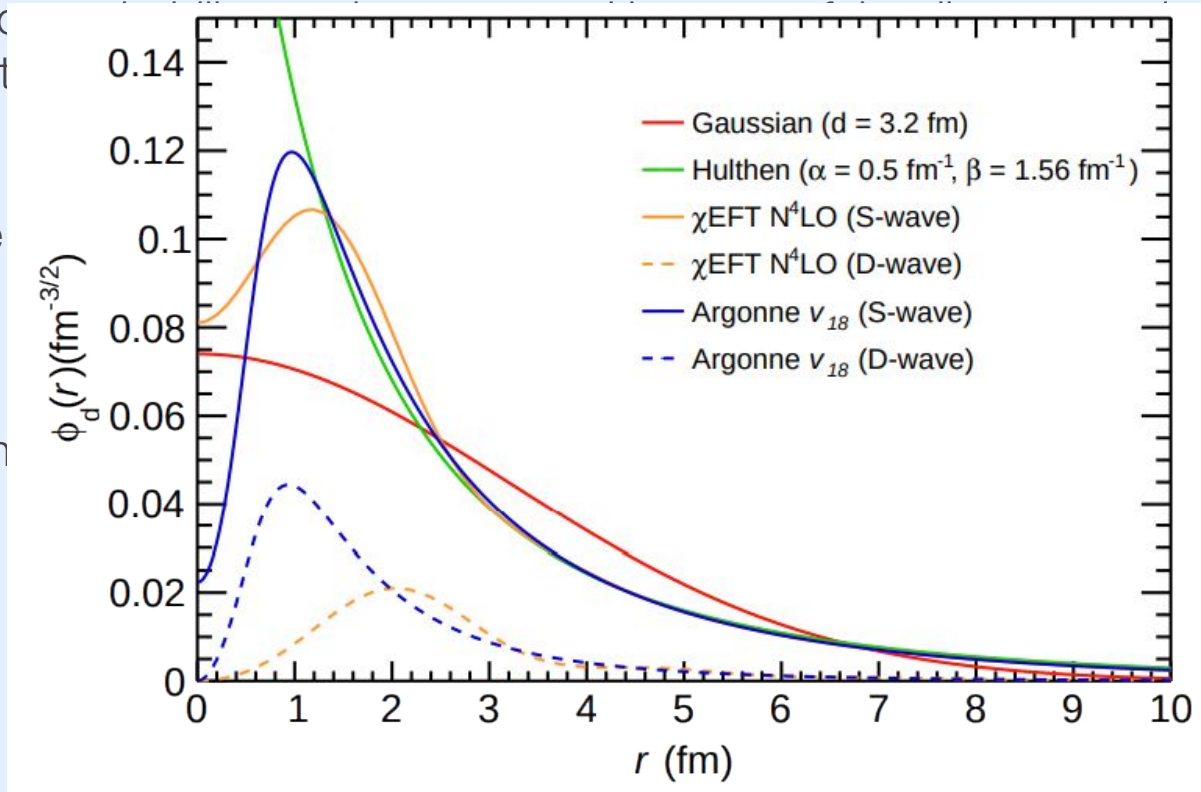 0.14
0.12
0.1
0.08
0.06
0.04
0.02
0
ϕd(r)(fm-3/2)
Gaussian (d = 3.2 fm)
Hulthen (α = 0.5 fm-1, β = 1.56 fm-1)
χEFT N4LO (S-wave)
χEFT N4LO (D-wave)
Argonne v18 (S-wave)
Argonne v18 (D-wave)
0 1 2 3 4 5 6 7 8 9 10
r (fm)